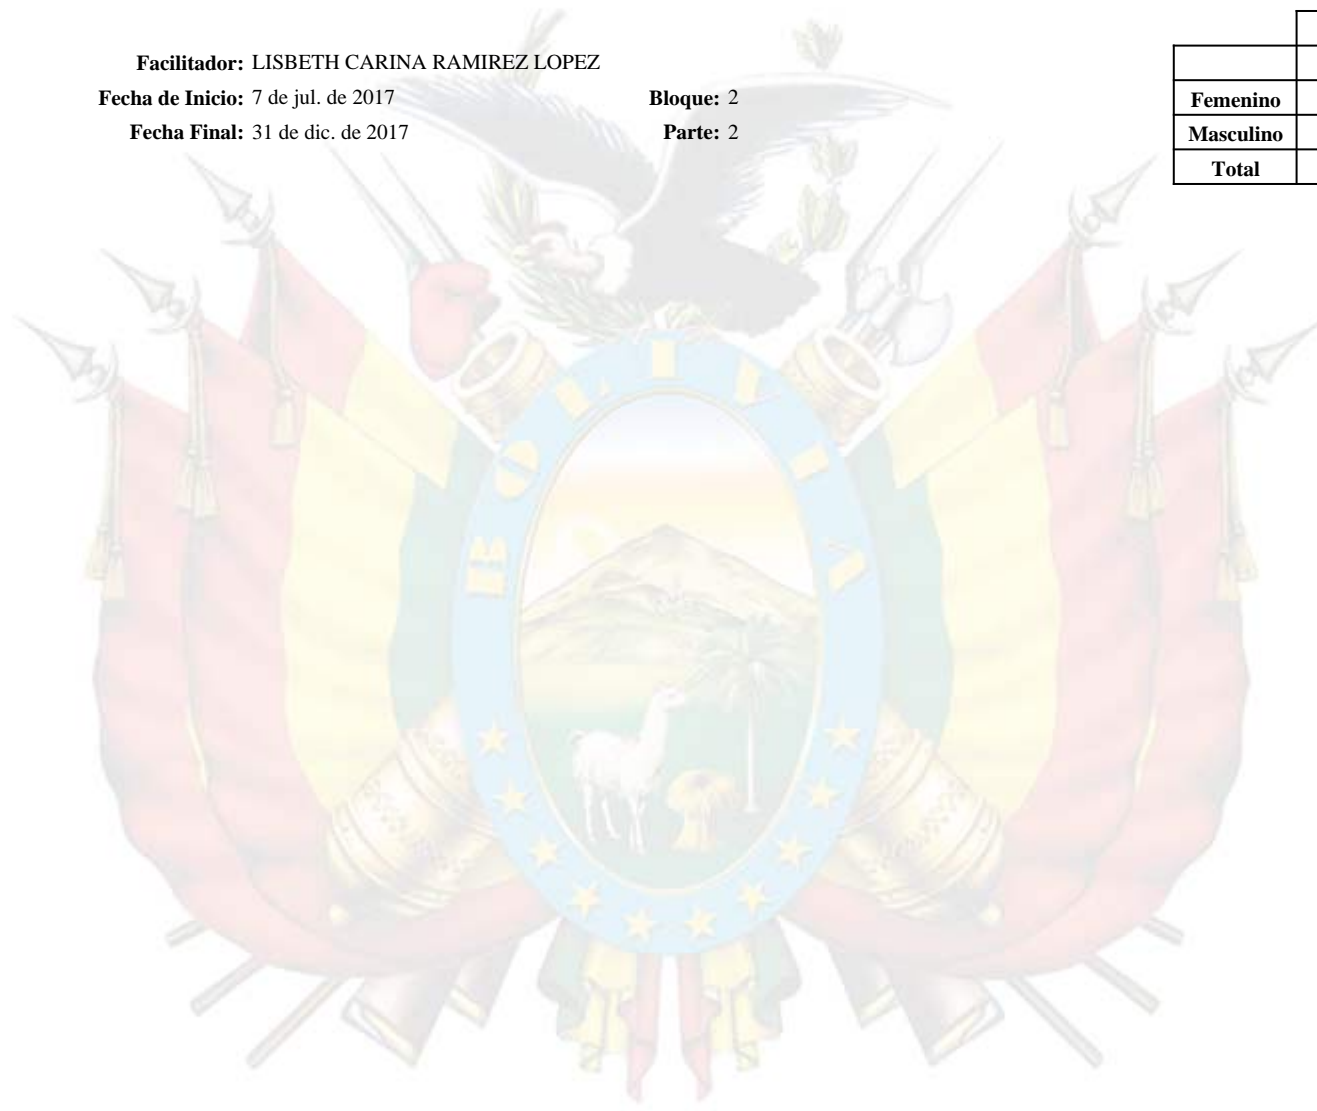 Facilitador: LISBETH CARINA RAMIREZ LOPEZ
Fecha de Inicio: 7 de jul. de 2017 Bloque: 2
Fecha Final: 31 de dic. de 2017 Parte: 2
Femenino
Masculino
Total
BOLIVIA